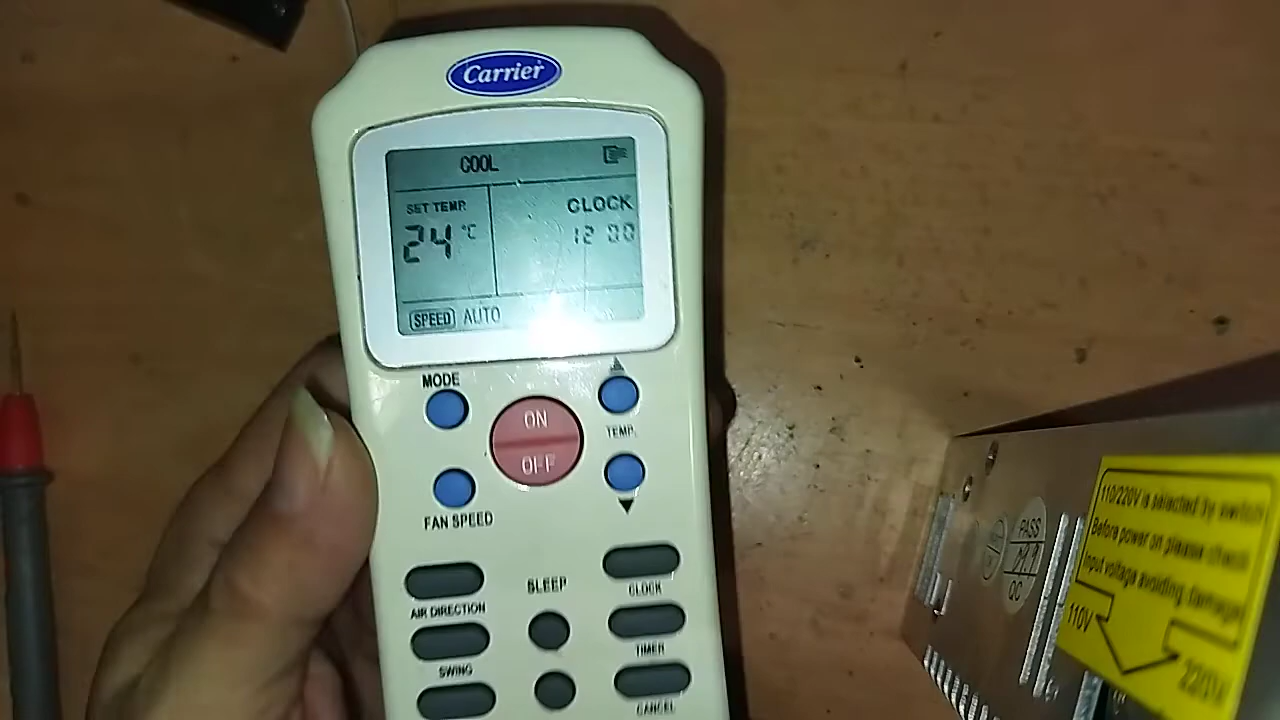 Carrier
COOL
SET TEMP.
CLOCK
24 °C
12 00
SPEED AUTO
MODE
ON
OFF
TEMP.
FAN SPEED
AIR DIRECTION
SLEEP
CLOCK
SWING
TIMER
CANCEL
110/220V is selected by switch
Before power on please check
Input voltage avoiding damaged
110V
220V
PASS
QC